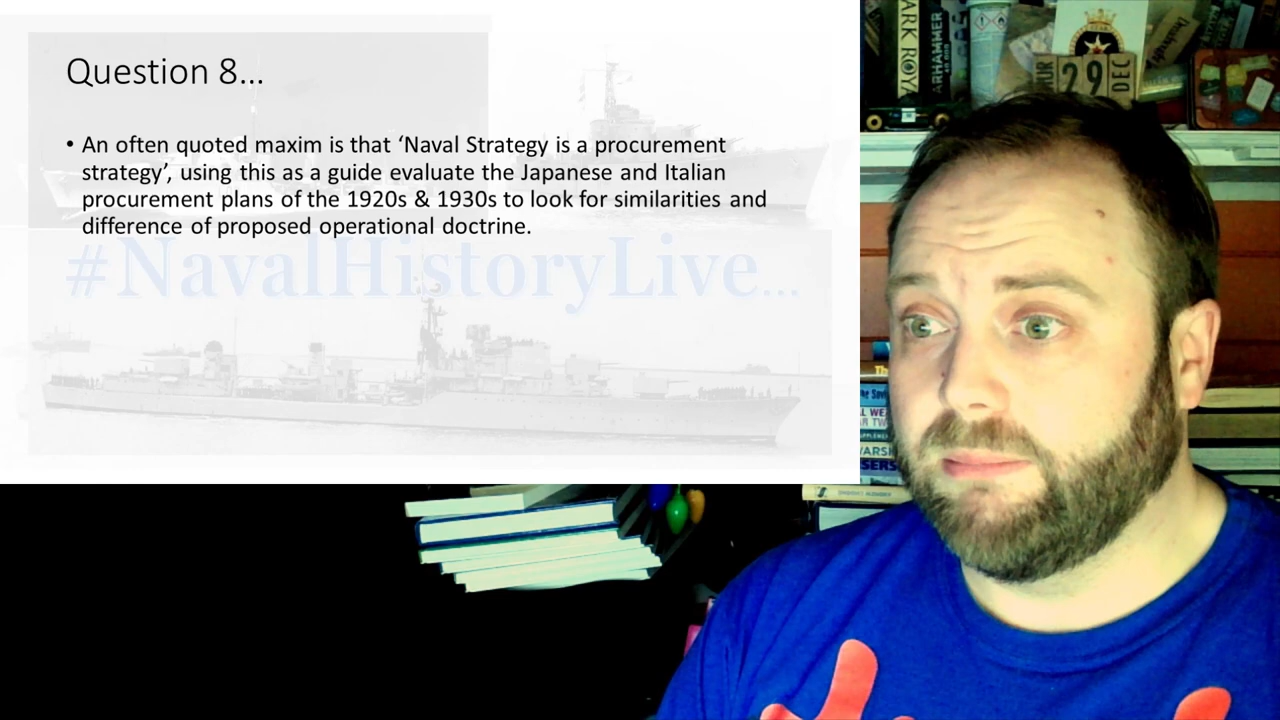 Question 8...
• An often quoted maxim is that ‘Naval Strategy is a procurement
strategy’, using this as a guide evaluate the Japanese and Italian
procurement plans of the 1920s & 1930s to look for similarities and
difference of proposed operational doctrine.
#NavalHistoryLive...
ARK ROYA
ARHAMMER
29
DEC